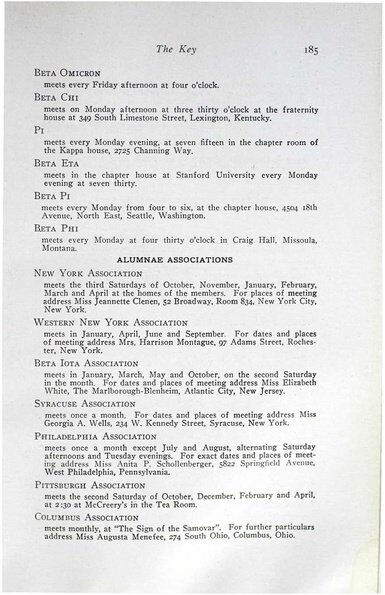 The Key 185
BETA OMICRON
meets every Friday afternoon at four o'clock.
BETA CHI
meets on Monday afternoon at three thirty o'clock at the fraternity
house at 349 South Limestone Street, Lexington, Kentucky.
PI
meets every Monday evening, at seven fifteen in the chapter room of
the Kappa house, 2725 Channing Way.
BETA ETA
meets in the chapter house at Stanford University every Monday
evening at seven thirty.
BETA PI
meets every Monday from four to six, at the chapter house, 4504 18th
Avenue, North East, Seattle, Washington.
BETA PHI
meets every Monday at four thirty o'clock in Craig Hall, Missoula,
Montana.
ALUMNAE ASSOCIATIONS
NEW YORK ASSOCIATION
meets the third Saturdays of October, November, January, February,
March and April at the homes of the members. For places of meeting
address Miss Jeannette Clenen, 52 Broadway, Room 834, New York City,
New York.
WESTERN NEW YORK ASSOCIATION
meets in January, April, June and September. For dates and places
of meeting address Mrs. Harrison Montague, 97 Adams Street, Roches-
ter, New York.
BETA IOTA ASSOCIATION
meets in January, March, May and October, on the second Saturday
in the month. For dates and places of meeting address Miss Elizabeth
White, The Marlborough-Blenheim, Atlantic City, New Jersey.
SYRACUSE ASSOCIATION
meets once a month. For dates and places of meeting address Miss
Georgia A. Wells, 234 W. Kennedy Street, Syracuse, New York.
PHILADELPHIA ASSOCIATION
meets once a month except July and August, alternating Saturday
afternoons and Tuesday evenings. For exact dates and places of meet-
ing address Miss Anita P. Schollenberger, 5822 Springfield Avenue,
West Philadelphia, Pennsylvania.
PITTSBURGH ASSOCIATION
meets the second Saturday of October, December, February and April,
at 2:30 at McCreery's in the Tea Room.
COLUMBUS ASSOCIATION
meets monthly, at "The Sign of the Samovar". For further particulars
address Miss Augusta Menefee, 274 South Ohio, Columbus, Ohio.